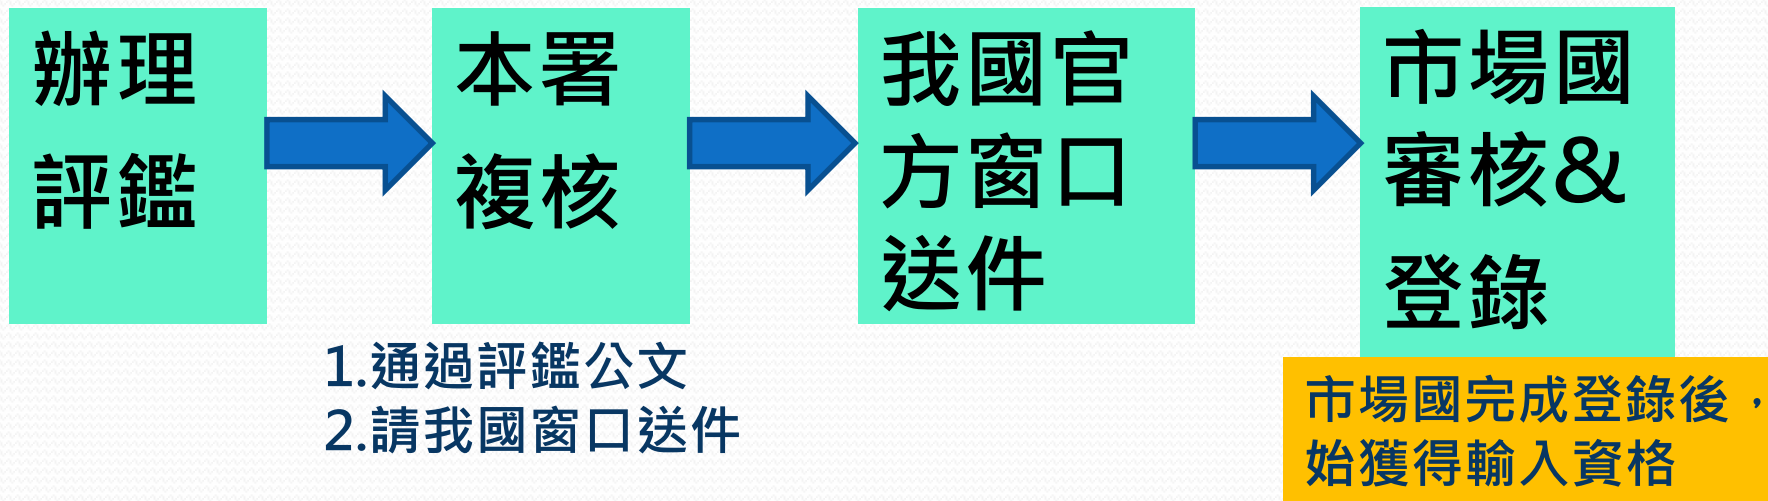 辦理
評鑑
本署
複核
我國官
方窗口
送件
市場國
審核&
登錄
1.通過評鑑公文
2.請我國窗口送件
市場國完成登錄後，
始獲得輸入資格